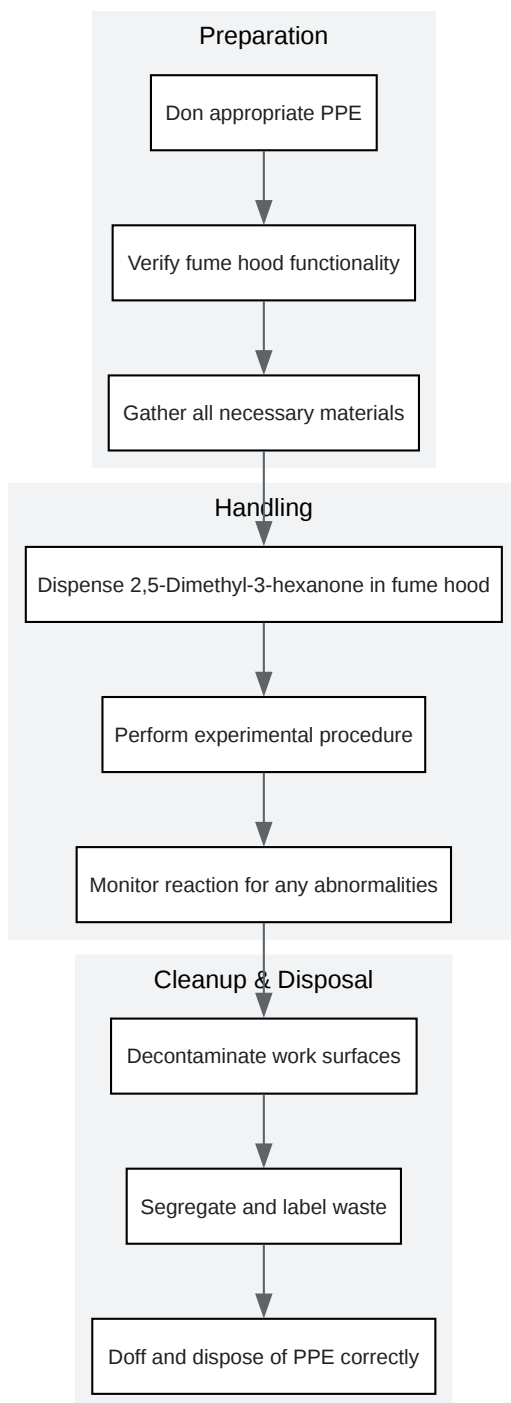 Preparation
Don appropriate PPE
Verify fume hood functionality
Gather all necessary materials
Handling
Dispense 2,5-Dimethyl-3-hexanone in fume hood
Perform experimental procedure
Monitor reaction for any abnormalities
Cleanup & Disposal
Decontaminate work surfaces
Segregate and label waste
Doff and dispose of PPE correctly